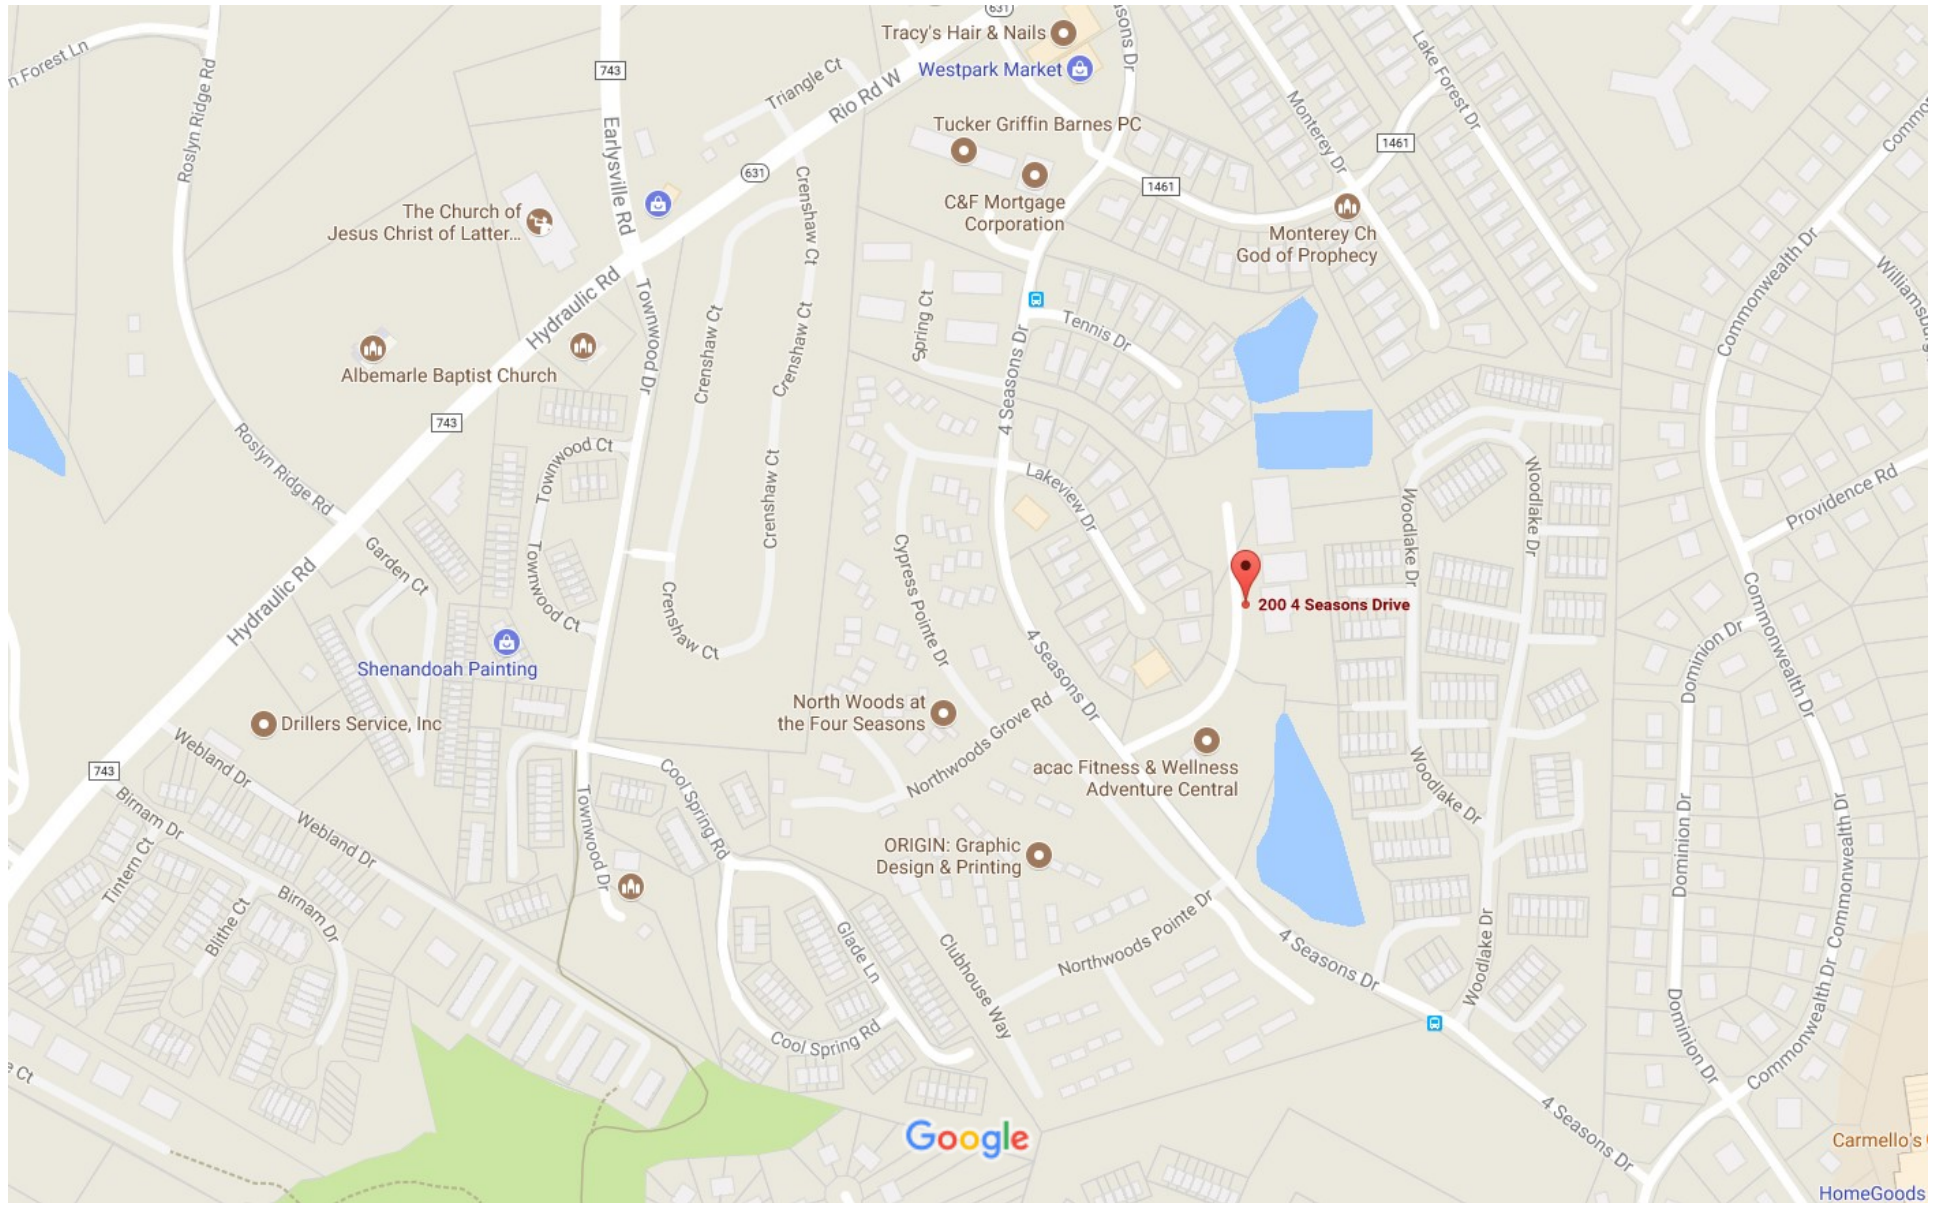 631
Tracy's Hair & Nails
Westpark Market
Triangle Ct
Rio Rd W
743
Earlysville Rd
Roslyn Ridge Rd
Tucker Griffin Barnes PC
C&F Mortgage
Corporation
631
1461
1461
Monterey Dr
Lake Forest Dr
Monterey Ch
God of Prophecy
The Church of
Jesus Christ of Latter...
Crenshaw Ct
Hydraulic Rd
Townwood Dr
Crenshaw Ct
Crenshaw Ct
Spring Ct
4 Seasons Dr
Tennis Dr
Commonwealth Dr
Albemarle Baptist Church
743
Roslyn Ridge Rd
Townwood Ct
Crenshaw Ct
Lakeview Dr
Woodlake Dr
Woodlake Dr
Providence Rd
Garden Ct
Hydraulic Rd
Townwood Ct
Crenshaw Ct
Cypress Pointe Dr
200 4 Seasons Drive
4 Seasons Dr
Commonwealth Dr
Dominion Dr
Shenandoah Painting
Drillers Service, Inc
North Woods at
the Four Seasons
Northwoods Grove Rd
acac Fitness & Wellness
Adventure Central
Woodlake Dr
743
Webland Dr
Birnam Dr
Webland Dr
Tintern Ct
Blithe Ct
Birnam Dr
Townwood Dr
Cool Spring Rd
ORIGIN: Graphic
Design & Printing
Glade Ln
Clubhouse Way
Northwoods Pointe Dr
4 Seasons Dr
Woodlake Dr
Dominion Dr
Commonwealth Dr
Cool Spring Rd
Dominion Dr
Commonwealth Dr
Commonwealth Dr
4 Seasons Dr
Google
Carmello's
HomeGoods